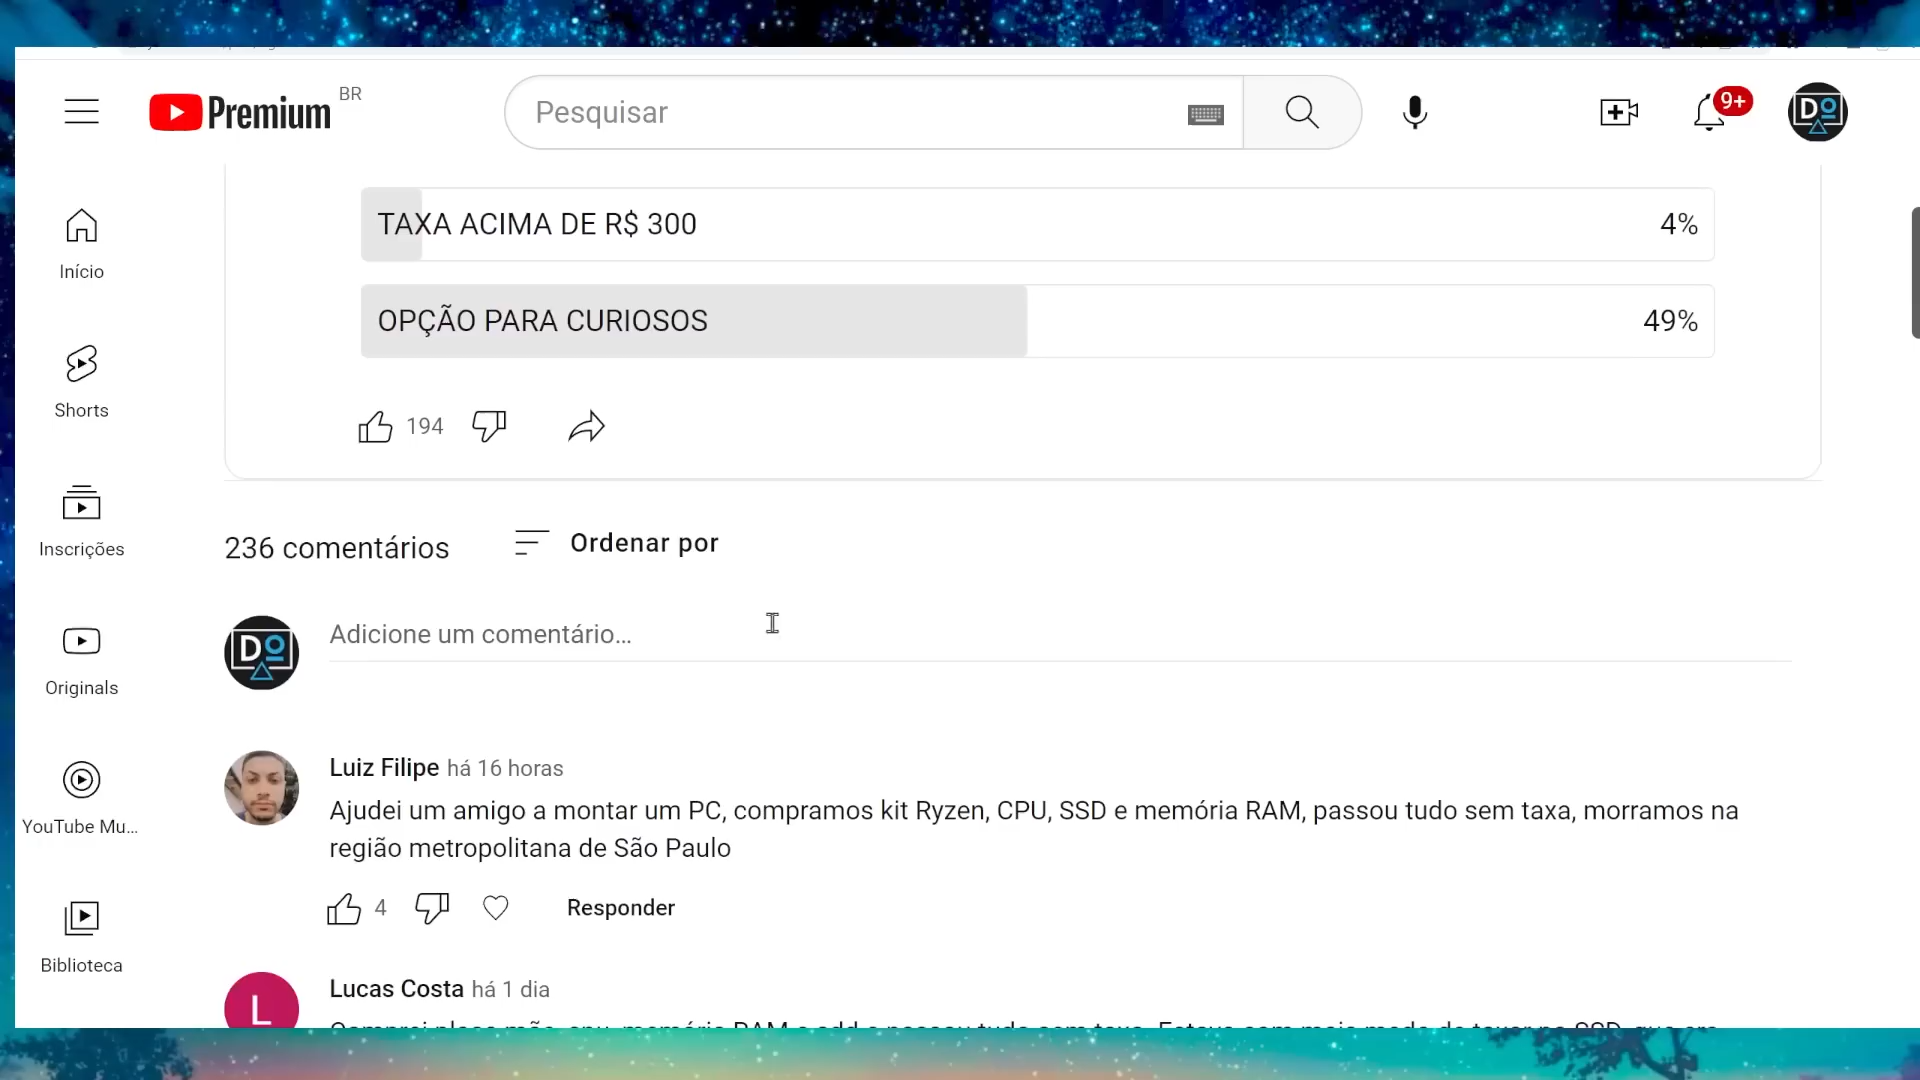 Premium BR
Pesquisar
9+
DO
TAXA ACIMA DE R$ 300 4%
OPÇÃO PARA CURIOSOS 49%
194
236 comentários Ordenar por
DO
Adicione um comentário...
Luiz Filipe há 16 horas
Ajudei um amigo a montar um PC, compramos kit Ryzen, CPU, SSD e memória RAM, passou tudo sem taxa, morramos na
região metropolitana de São Paulo
4 Responder
L
Lucas Costa há 1 dia
Início
Shorts
Inscrições
Originals
YouTube Mu...
Biblioteca